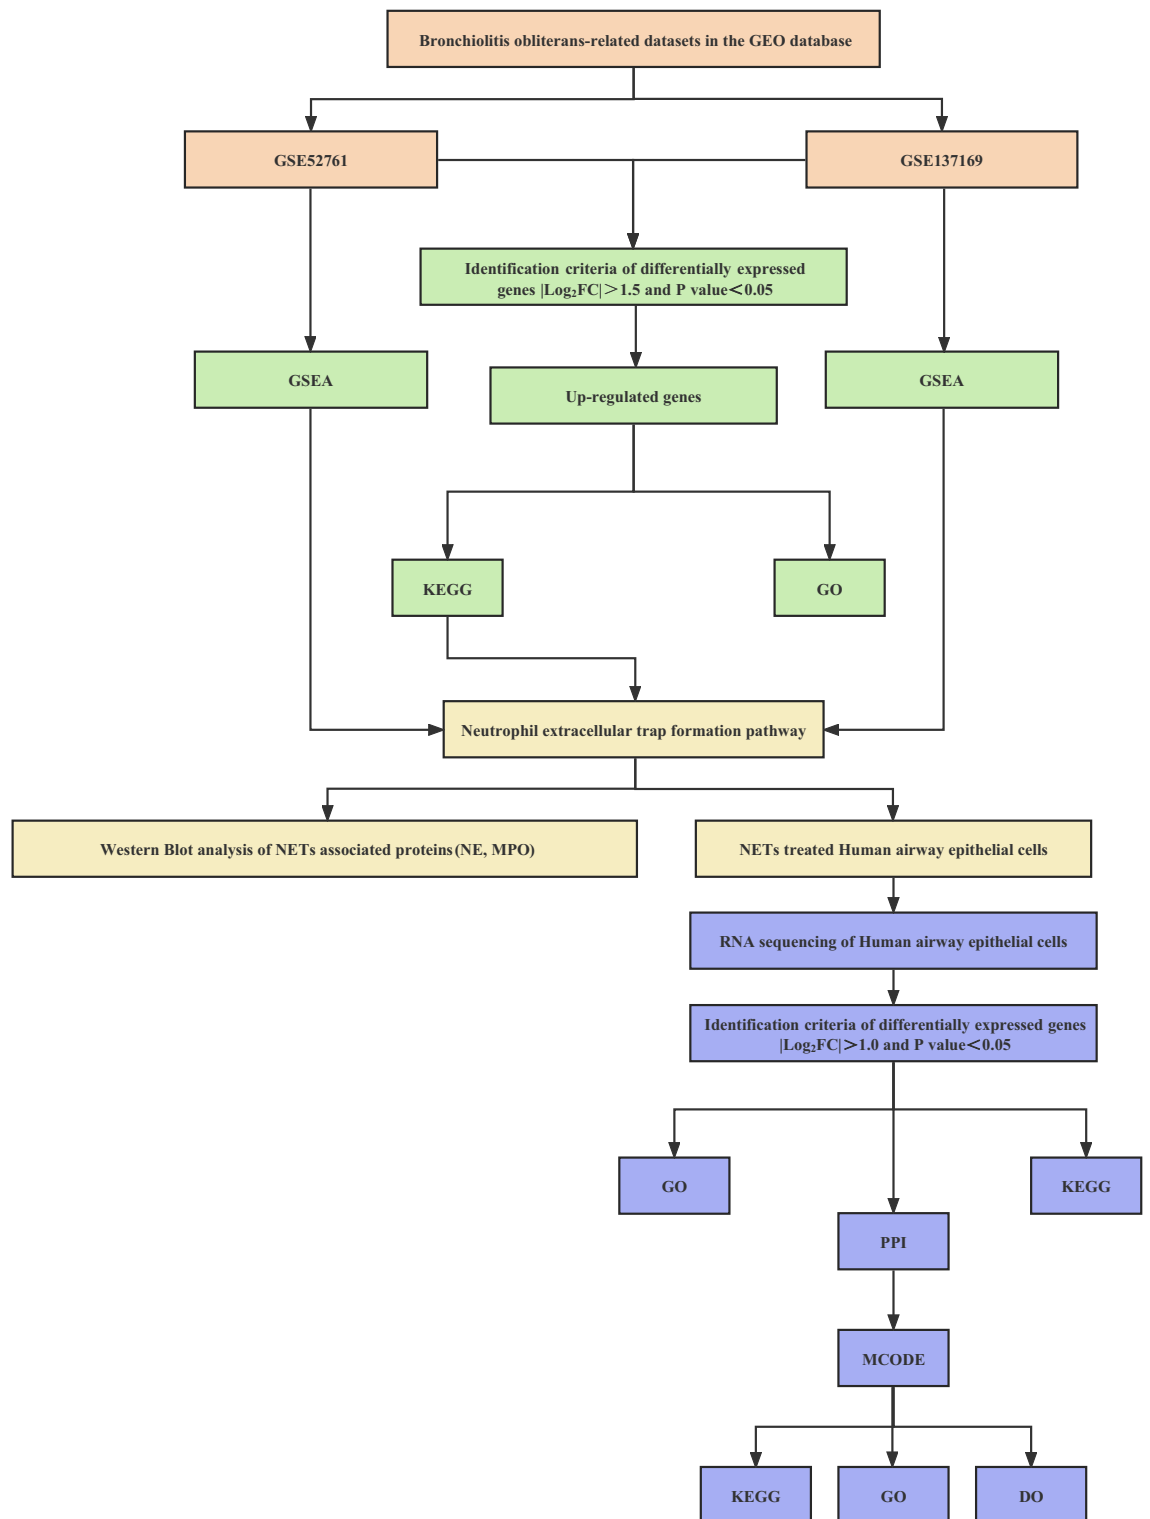 Bronchiolitis obliterans-related datasets in the GEO database
GSE52761
GSE137169
Identification criteria of differentially expressed
genes |Log₂FC|＞1.5 and P value＜0.05
GSEA
Up-regulated genes
GSEA
KEGG
GO
Neutrophil extracellular trap formation pathway
Western Blot analysis of NETs associated proteins(NE, MPO)
NETs treated Human airway epithelial cells
RNA sequencing of Human airway epithelial cells
Identification criteria of differentially expressed genes
|Log₂FC|＞1.0 and P value＜0.05
GO
KEGG
PPI
MCODE
KEGG
GO
DO